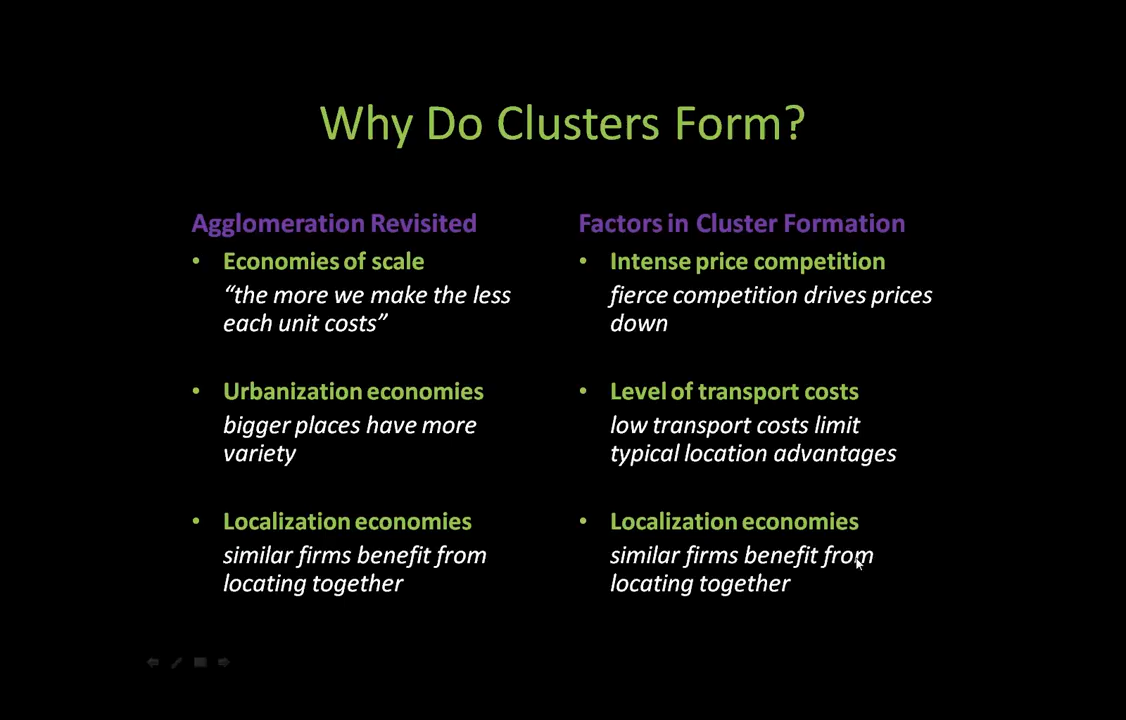 Why Do Clusters Form?
Agglomeration Revisited
• Economies of scale
“the more we make the less
each unit costs”
• Urbanization economies
bigger places have more
variety
• Localization economies
similar firms benefit from
locating together
Factors in Cluster Formation
• Intense price competition
fierce competition drives prices
down
• Level of transport costs
low transport costs limit
typical location advantages
• Localization economies
similar firms benefit from
locating together